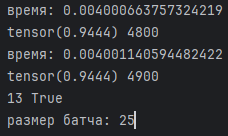 время: 0.004000663757324219
tensor(0.9444) 4800
время: 0.004001140594482422
tensor(0.9444) 4900
13 True
размер батча: 25